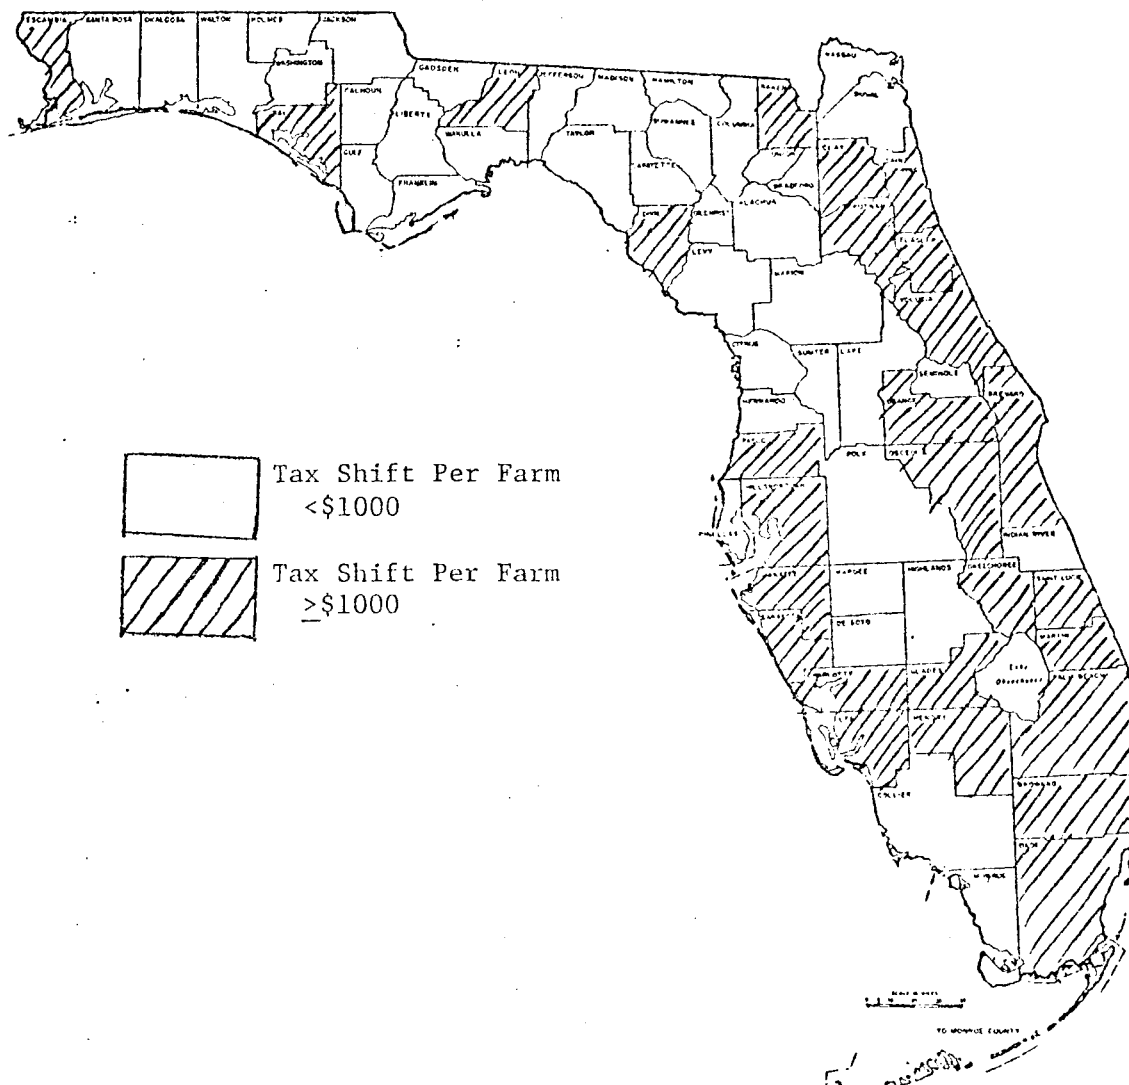 ESCAMBIA SANTA ROSA OKALOOSA WALTON HOLMES JACKSON
WASHINGTON
GADSDEN LEON JEFFERSON MADISON HAMILTON
NASSAU
CALHOUN
BAKER
DUVAL
LIBERTY
WAKULLA
TAYLOR
SUWANNEE
COLUMBIA
GULF
LAFAYETTE
UNION
CLAY
FRANKLIN
BRADFORD
DIXIE
GILCHRIST
ALACHUA
PUTNAM
FLAGLER
LEVY
MARION
VOLUSIA
CITRUS
SUMTER LAKE
SEMINOLE
HERNANDO
ORANGE
BREVARD
PASCO
POLK
OSCEOLA
Tax Shift Per Farm
<$1000
HILLSBOROUGH
PINELLAS
INDIAN RIVER
Tax Shift Per Farm
≥$1000
MANATEE
HARDEE
HIGHLANDS
OKEECHOBEE
SAINT LUCIE
SARASOTA
DE SOTO
MARTIN
Lake
Okeechobee
CHARLOTTE
GLADES
PALM BEACH
LEE
HENDRY
COLLIER
BROWARD
DADE
MONROE
SCALE IN MILES
TO MONROE COUNTY